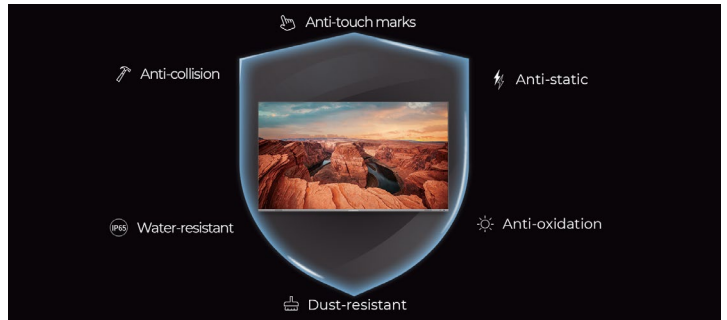 Anti-touch marks
Anti-collision
Anti-static
IP65 Water-resistant
Anti-oxidation
Dust-resistant